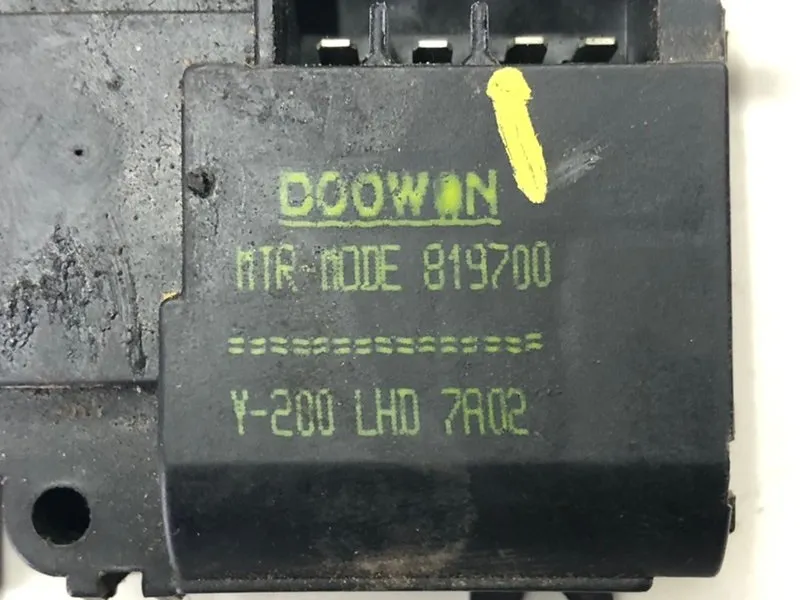 DOOWON
MTR-MODE 819700
===============
Y-200 LHD 7A02